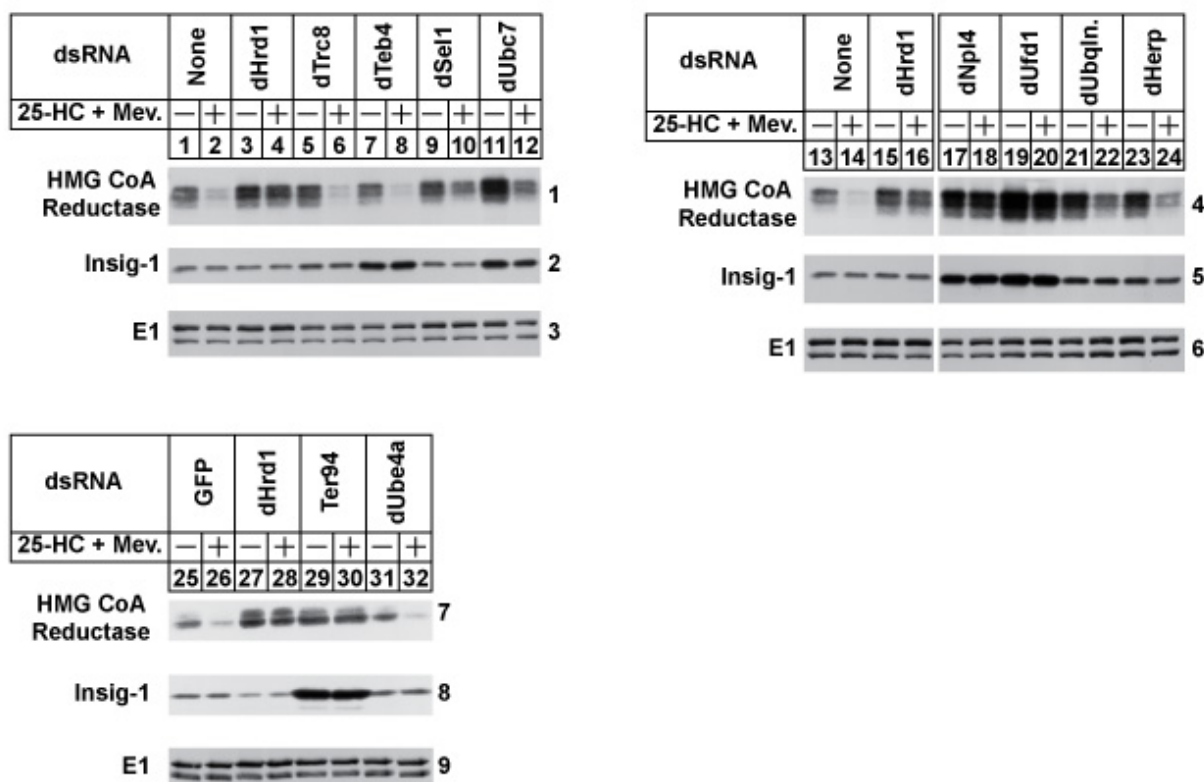 dsRNA None dHrd1 dTrc8 dTeb4 dSel1 dUbc7
25-HC + Mev. — + — + — + — + — + — +
1 2 3 4 5 6 7 8 9 10 11 12
HMG CoA
Reductase 1
Insig-1 2
E1 3
dsRNA None dHrd1 dNpl4 dUfd1 dUbqln. dHerp
25-HC + Mev. — + — + — + — + — + — +
13 14 15 16 17 18 19 20 21 22 23 24
HMG CoA
Reductase 4
Insig-1 5
E1 6
dsRNA GFP dHrd1 Ter94 dUbe4a
25-HC + Mev. — + — + — + — +
25 26 27 28 29 30 31 32
HMG CoA
Reductase 7
Insig-1 8
E1 9